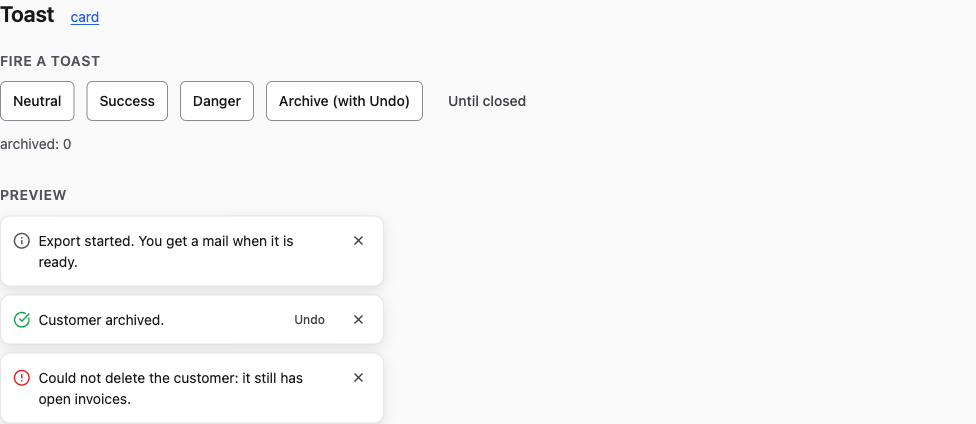 Toast card
FIRE A TOAST
Neutral Success Danger Archive (with Undo) Until closed
archived: 0
PREVIEW
Export started. You get a mail when it is
ready.
Customer archived. Undo
Could not delete the customer: it still has
open invoices.